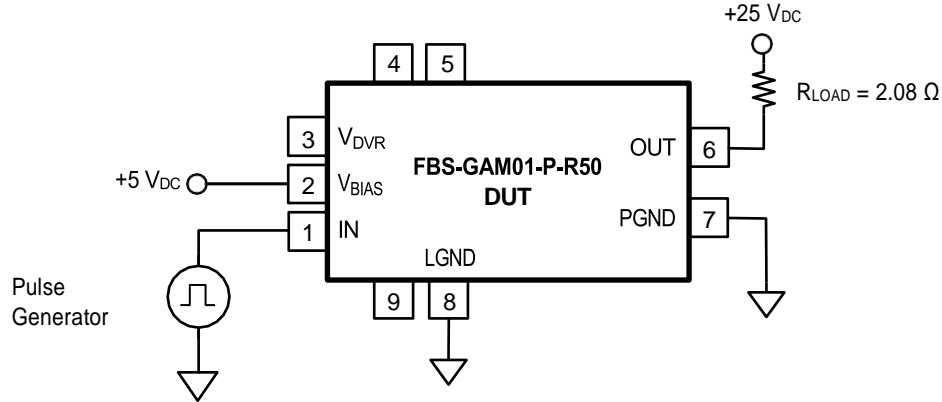 +25 VDC
RLOAD = 2.08 Ω
4 5
3 VDVR
OUT 6
FBS-GAM01-P-R50
DUT
+5 VDC
2 VBIAS
PGND 7
1 IN
LGND
Pulse
Generator
9 8